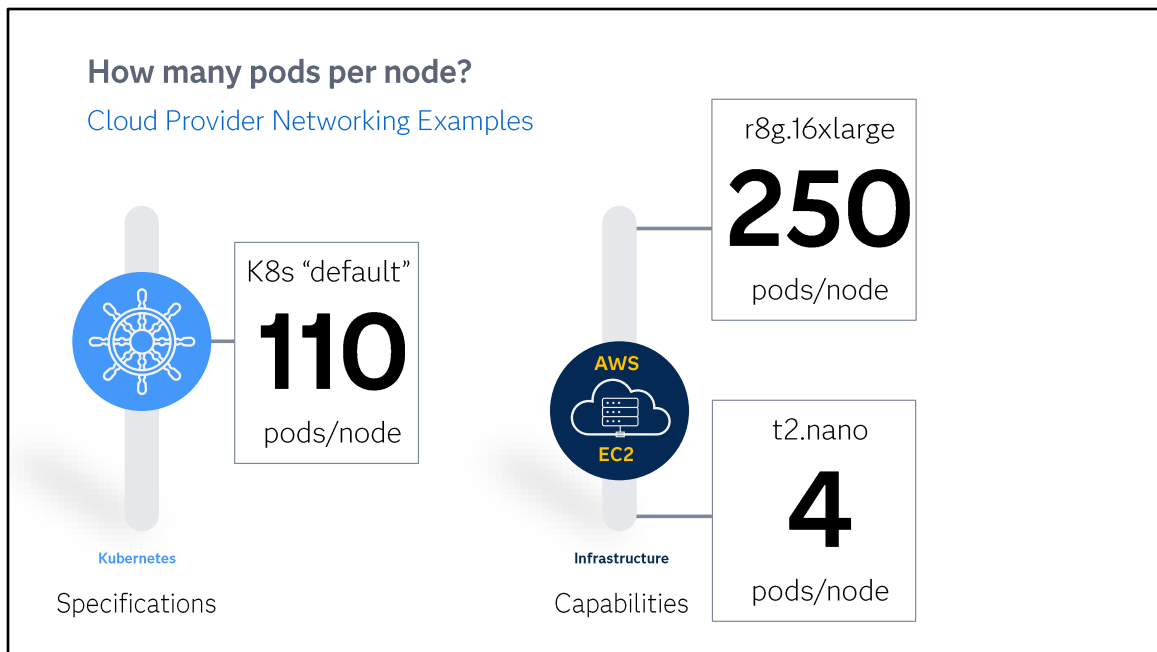 How many pods per node?
Cloud Provider Networking Examples
K8s “default”
110
pods/node
Kubernetes
Specifications
AWS
EC2
Infrastructure
Capabilities
r8g.16xlarge
250
pods/node
t2.nano
4
pods/node